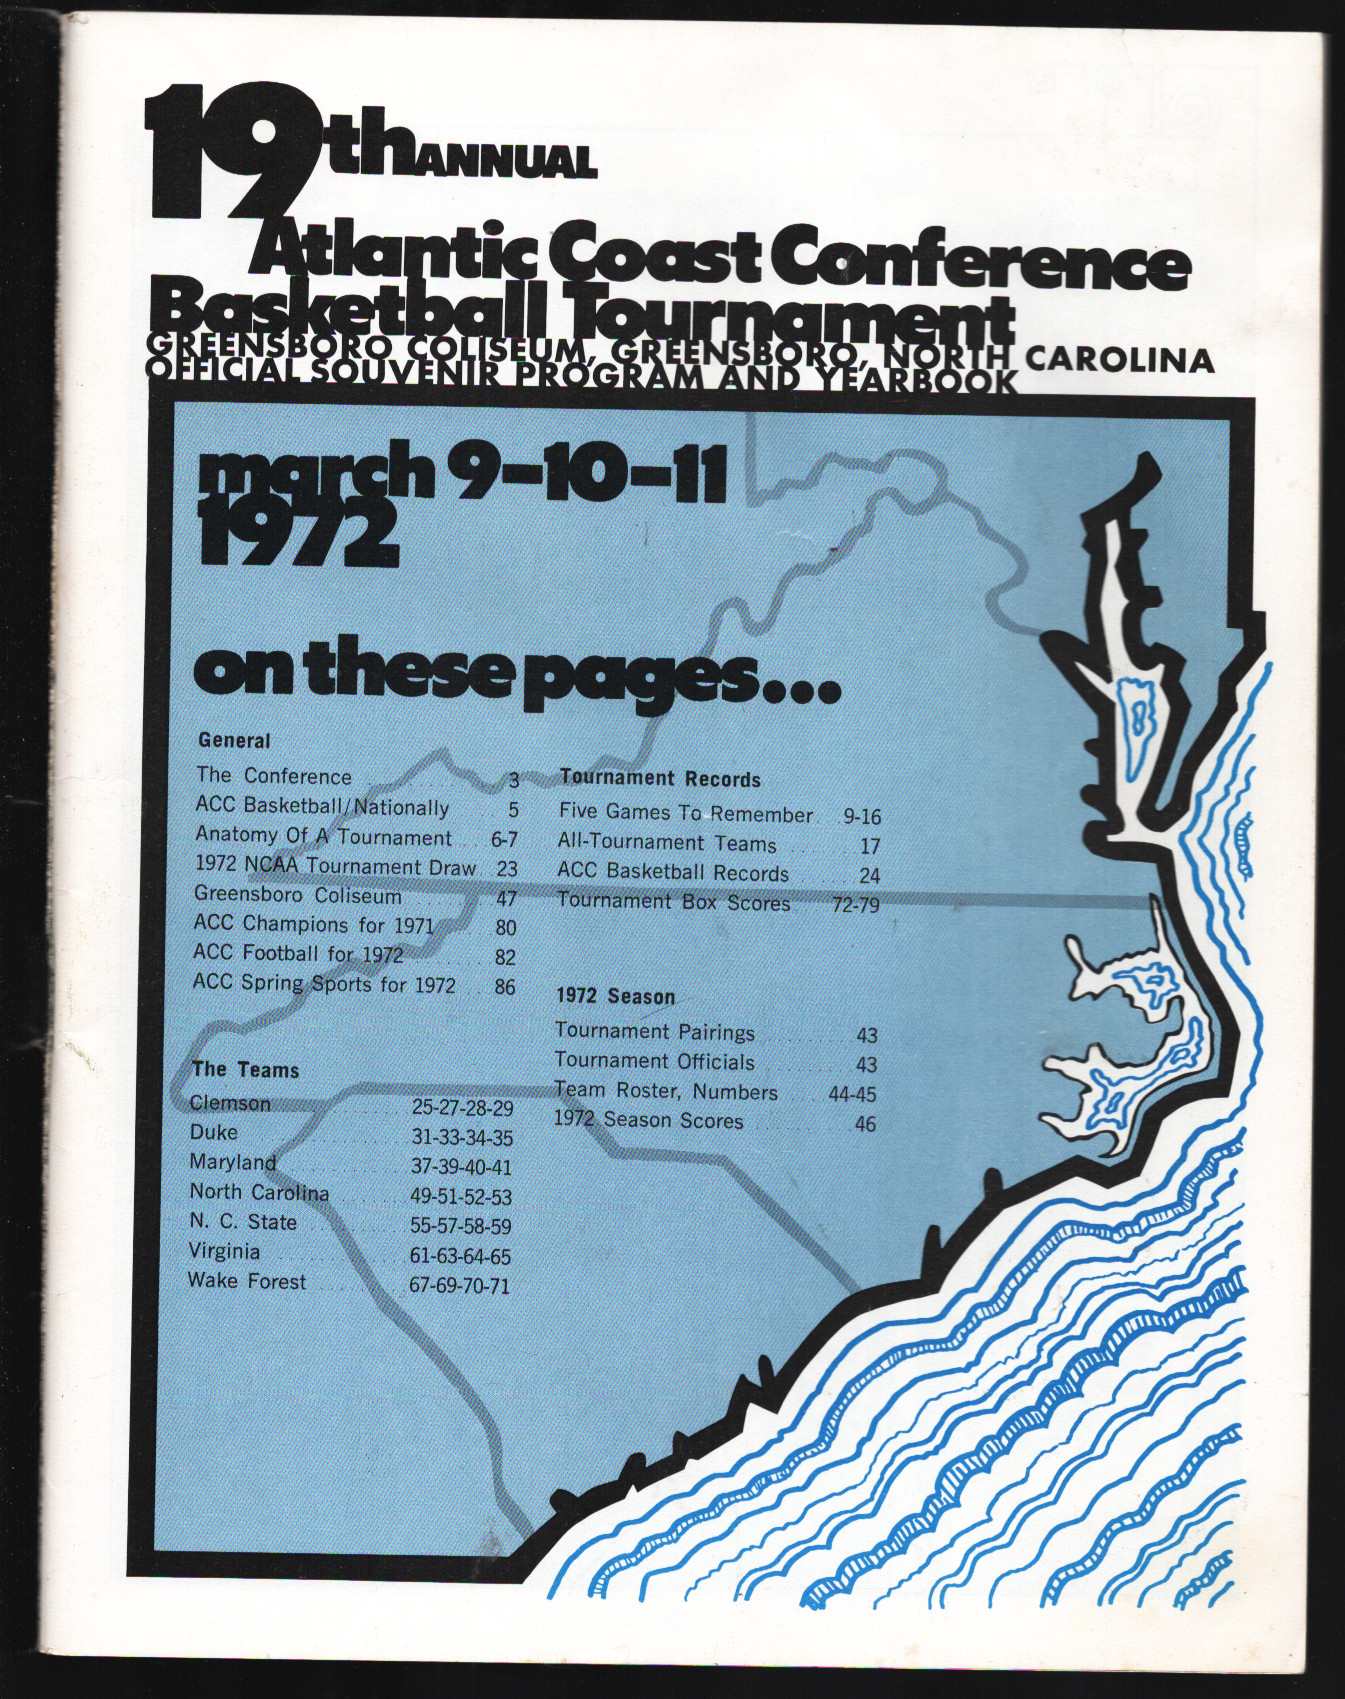 19th ANNUAL
Atlantic Coast Conference
Basketball Tournament
GREENSBORO COLISEUM, GREENSBORO, NORTH CAROLINA
OFFICIAL SOUVENIR PROGRAM AND YEARBOOK
march 9-10-11
1972
on these pages...
General
The Conference 3
ACC Basketball/Nationally 5
Anatomy Of A Tournament 6-7
1972 NCAA Tournament Draw 23
Greensboro Coliseum 47
ACC Champions for 1971 80
ACC Football for 1972 82
ACC Spring Sports for 1972 86
The Teams
Clemson 25-27-28-29
Duke 31-33-34-35
Maryland 37-39-40-41
North Carolina 49-51-52-53
N. C. State 55-57-58-59
Virginia 61-63-64-65
Wake Forest 67-69-70-71
Tournament Records
Five Games To Remember 9-16
All-Tournament Teams 17
ACC Basketball Records 24
Tournament Box Scores 72-79
1972 Season
Tournament Pairings 43
Tournament Officials 43
Team Roster, Numbers 44-45
1972 Season Scores 46